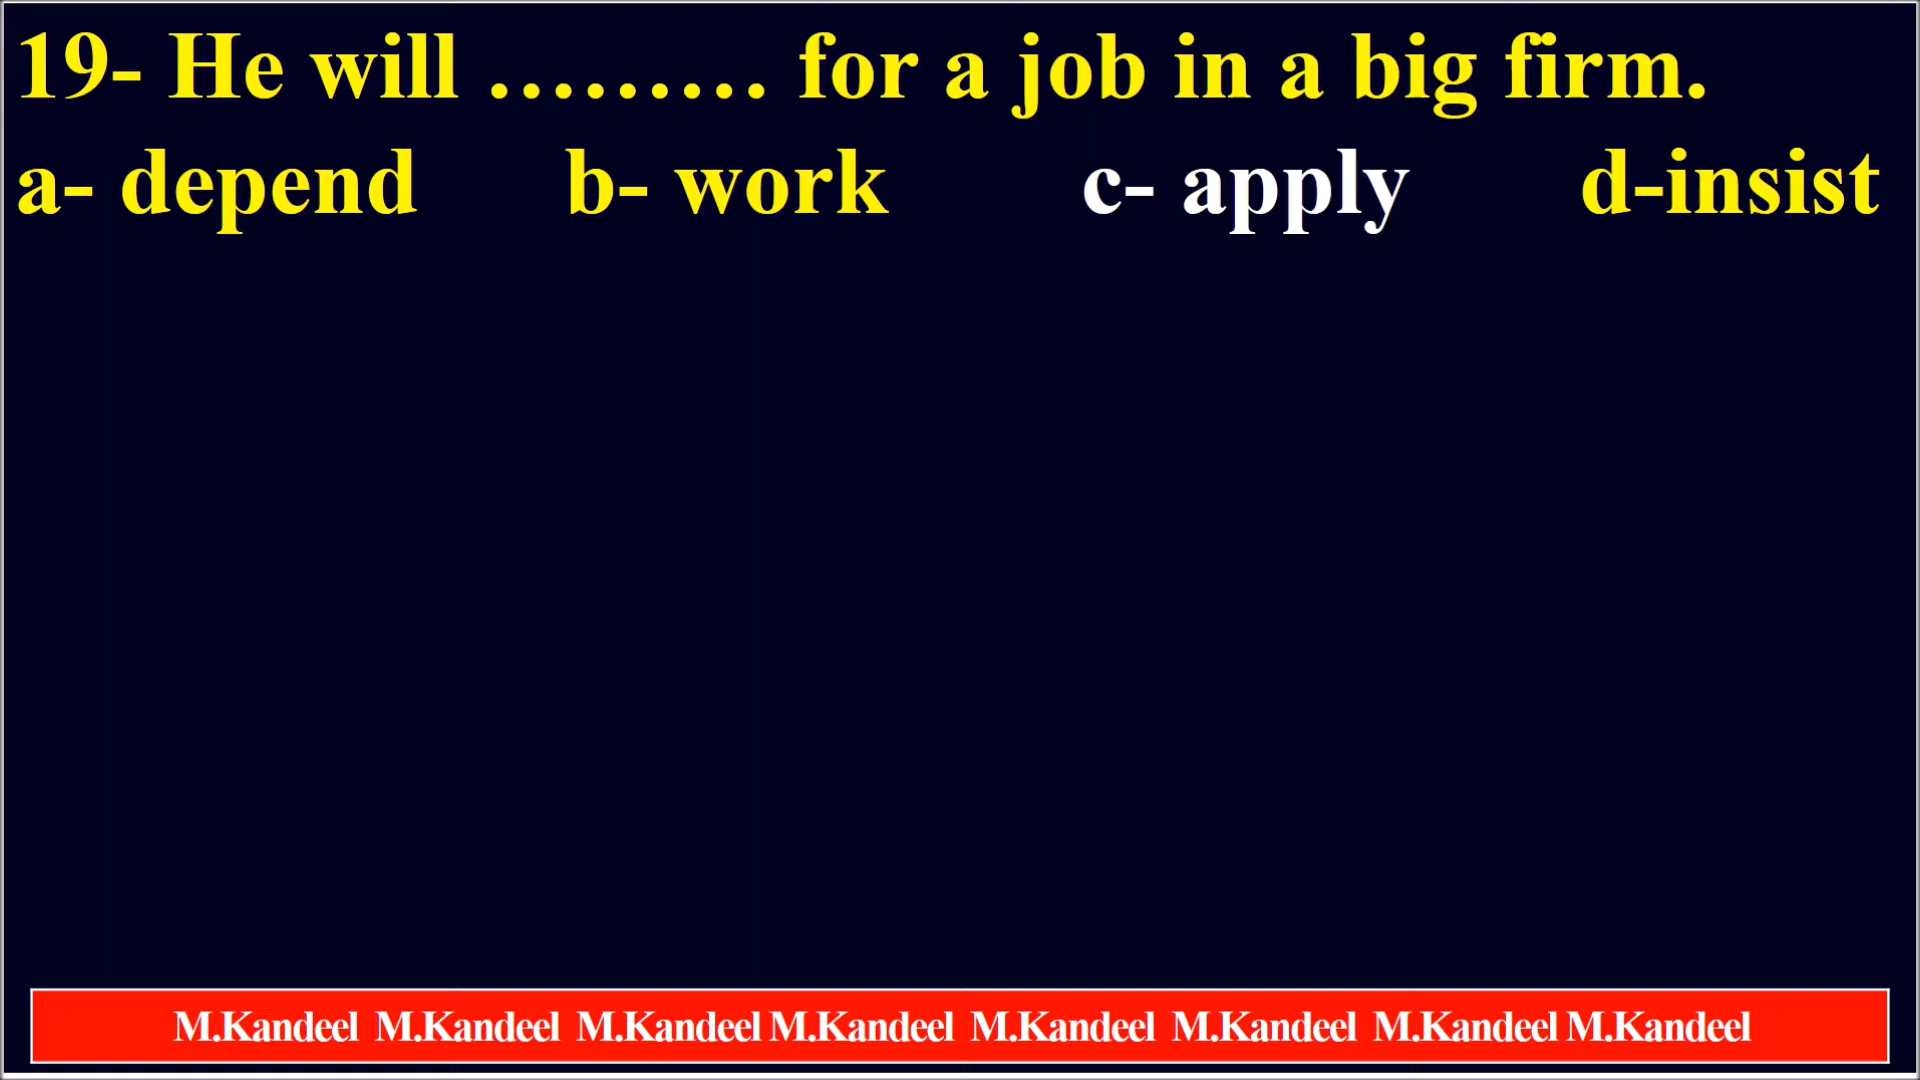 19- He will ......... for a job in a big firm.
a- depend b- work c- apply d-insist
M.Kandeel M.Kandeel M.Kandeel M.Kandeel M.Kandeel M.Kandeel M.Kandeel M.Kandeel